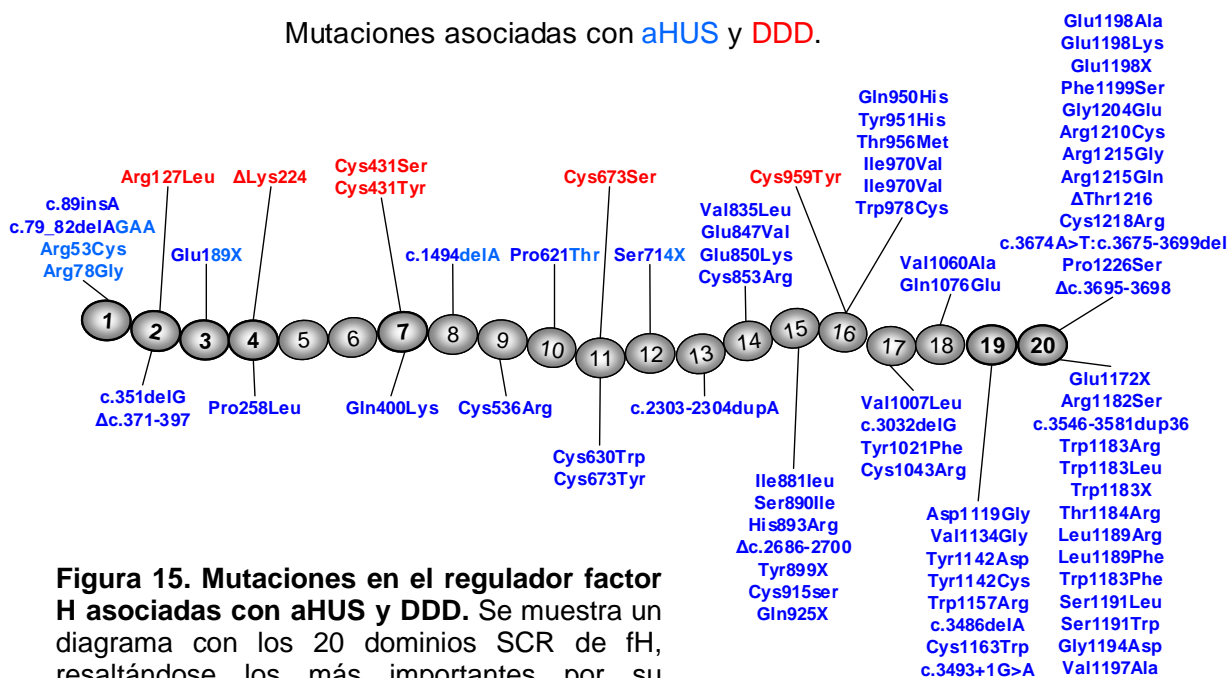 Mutaciones asociadas con aHUS y DDD.
Glu1198Ala
Glu1198Lys
Glu1198X
Phe1199Ser
Gly1204Glu
Arg1210Cys
Arg1215Gly
Arg1215Gln
ΔThr1216
Cys1218Arg
c.3674A>T:c.3675-3699del
Pro1226Ser
Δc.3695-3698
Gln950His
Tyr951His
Thr956Met
Ile970Val
Ile970Val
Trp978Cys
Arg127Leu
ΔLys224
Cys431Ser
Cys431Tyr
Cys673Ser
Cys959Tyr
c.89insA
c.79_82delAGAA
Arg53Cys
Arg78Gly
Glu189X
c.1494delA
Pro621Thr
Ser714X
Val835Leu
Glu847Val
Glu850Lys
Cys853Arg
Val1060Ala
Gln1076Glu
1 2 3 4 5 6 7 8 9 10 11 12 13 14 15 16 17 18 19 20
c.351delG
Δc.371-397
Pro258Leu
Gln400Lys
Cys536Arg
Cys630Trp
Cys673Tyr
c.2303-2304dupA
Ile881leu
Ser890Ile
His893Arg
Δc.2686-2700
Tyr899X
Cys915ser
Gln925X
Val1007Leu
c.3032delG
Tyr1021Phe
Cys1043Arg
Asp1119Gly
Val1134Gly
Tyr1142Asp
Tyr1142Cys
Trp1157Arg
c.3486delA
Cys1163Trp
c.3493+1G>A
Glu1172X
Arg1182Ser
c.3546-3581dup36
Trp1183Arg
Trp1183Leu
Trp1183X
Thr1184Arg
Leu1189Arg
Leu1189Phe
Trp1183Phe
Ser1191Leu
Ser1191Trp
Gly1194Asp
Val1197Ala
Figura 15. Mutaciones en el regulador factor
H asociadas con aHUS y DDD. Se muestra un
diagrama con los 20 dominios SCR de fH,
resaltándose los más importantes por su